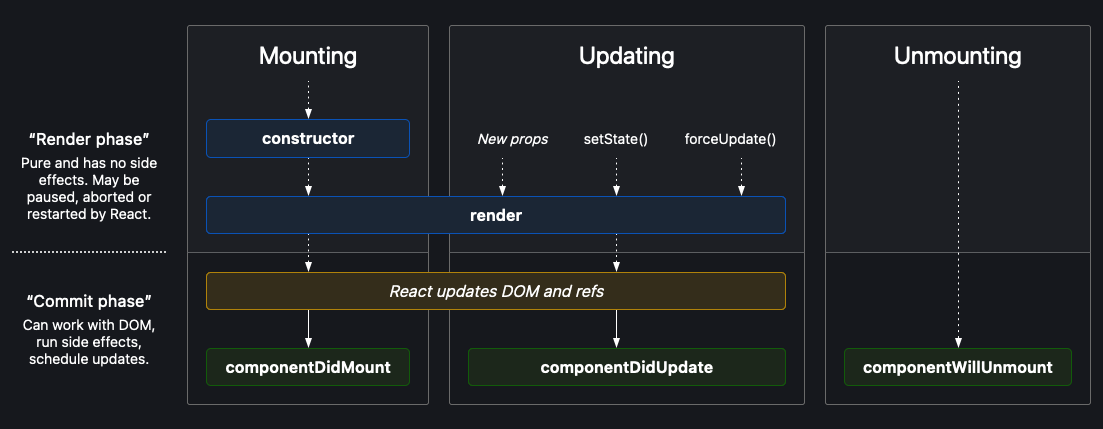 Mounting
Updating
Unmounting
“Render phase”
Pure and has no side
effects. May be
paused, aborted or
restarted by React.
constructor
New props
setState()
forceUpdate()
render
“Commit phase”
Can work with DOM,
run side effects,
schedule updates.
React updates DOM and refs
componentDidMount
componentDidUpdate
componentWillUnmount